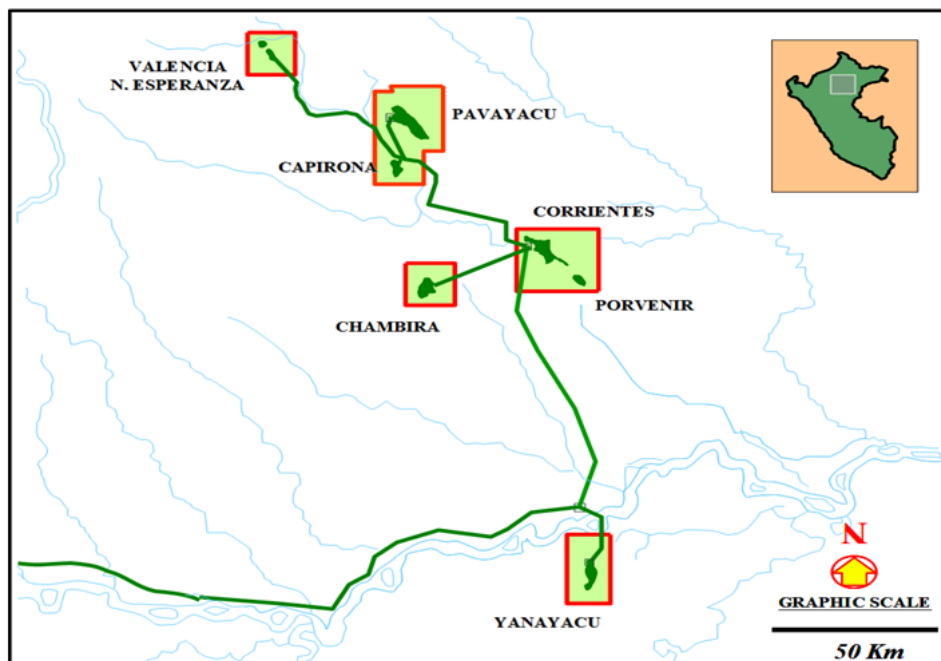 VALENCIA
N. ESPERANZA
PAVAYACU
CAPIRONA
CORRIENTES
PORVENIR
CHAMBIRA
YANAYACU
N
GRAPHIC SCALE
50 Km